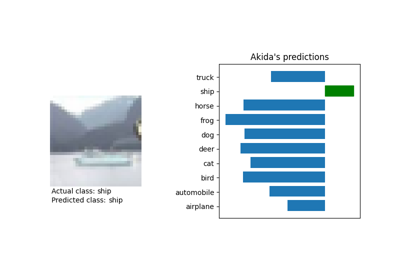 Akida's predictions
truck
ship
horse
frog
dog
deer
cat
bird
automobile
airplane
Actual class: ship
Predicted class: ship